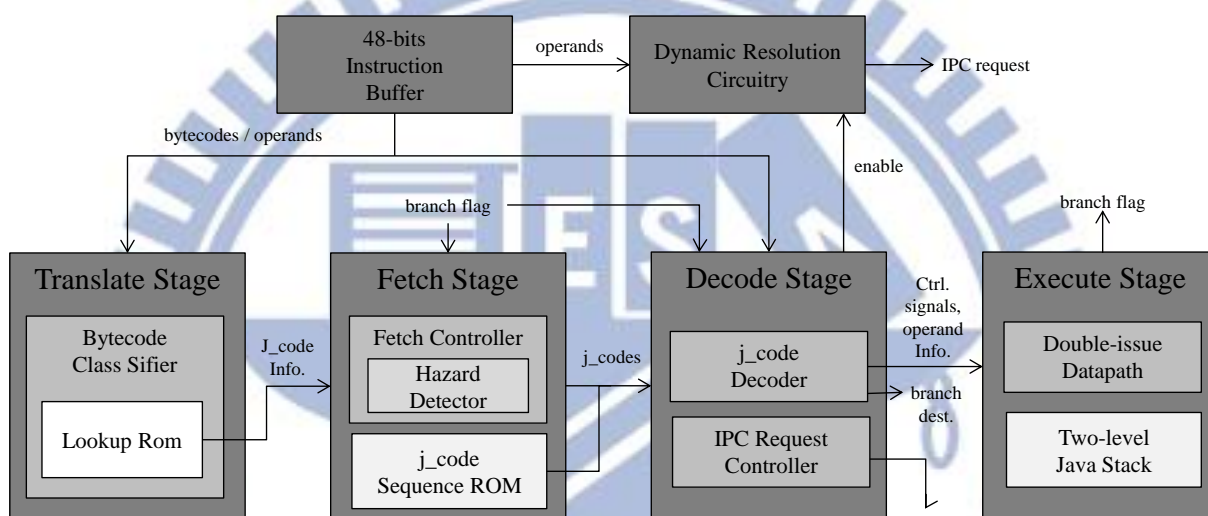 48-bits
Instruction
Buffer
operands
Dynamic Resolution
Circuitry
IPC request
bytecodes / operands
enable
branch flag
branch flag
Translate Stage
Bytecode
Class Sifier
Lookup Rom
J_code
Info.
Fetch Stage
Fetch Controller
Hazard
Detector
j_code
Sequence ROM
j_codes
Decode Stage
j_code
Decoder
IPC Request
Controller
Ctrl.
signals,
operand
Info.
branch
dest.
Execute Stage
Double-issue
Datapath
Two-level
Java Stack
ESA